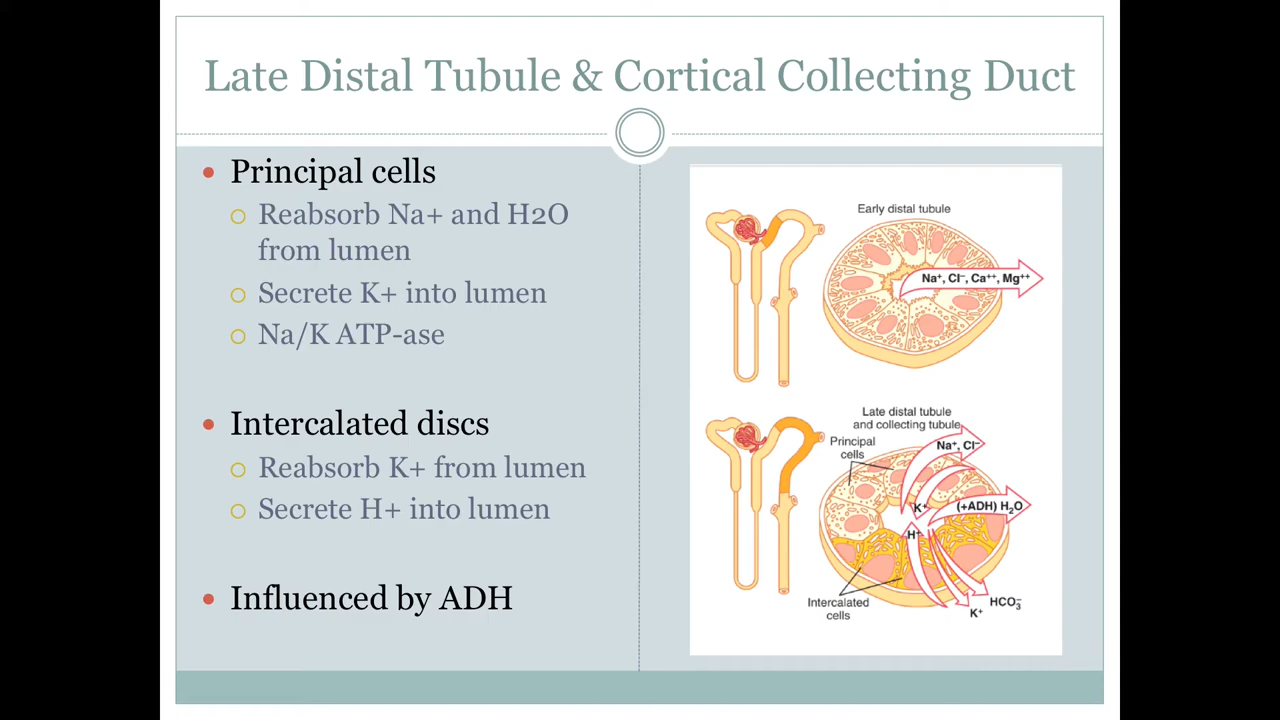 Late Distal Tubule & Cortical Collecting Duct
Principal cells
Reabsorb Na+ and H2O
from lumen
Secrete K+ into lumen
Na/K ATP-ase
Intercalated discs
Reabsorb K+ from lumen
Secrete H+ into lumen
Influenced by ADH
Early distal tubule
Na⁺, Cl⁻, Ca⁺⁺, Mg⁺⁺
Late distal tubule
and collecting tubule
Principal
cells
Na⁺, Cl⁻
K⁺
(+ADH) H₂O
H⁺
Intercalated
cells
HCO₃⁻
K⁺